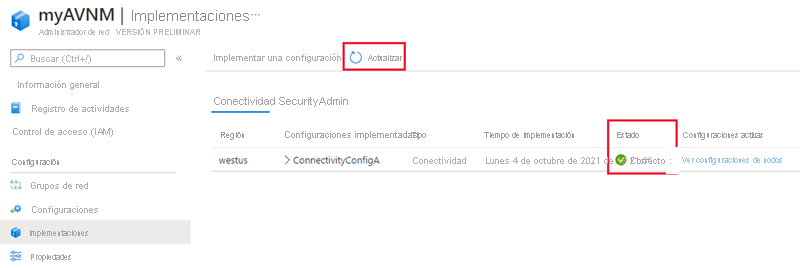 myAVNM | Implementaciones ...
Administrador de red VERSIÓN PRELIMINAR
Buscar (Ctrl+/) «
Información general
Registro de actividades
Control de acceso (IAM)
Configuración
Grupos de red
Configuraciones
Implementaciones
Propiedades
Implementar una configuración Actualizar
Conectividad SecurityAdmin
Región Configuraciones implementadas Tipo Tiempo de implementación Estado Configuraciones activas
westus > ConnectivityConfigA Conectividad Lunes 4 de octubre de 2021 de Correcto : Ver configuraciones de nodos